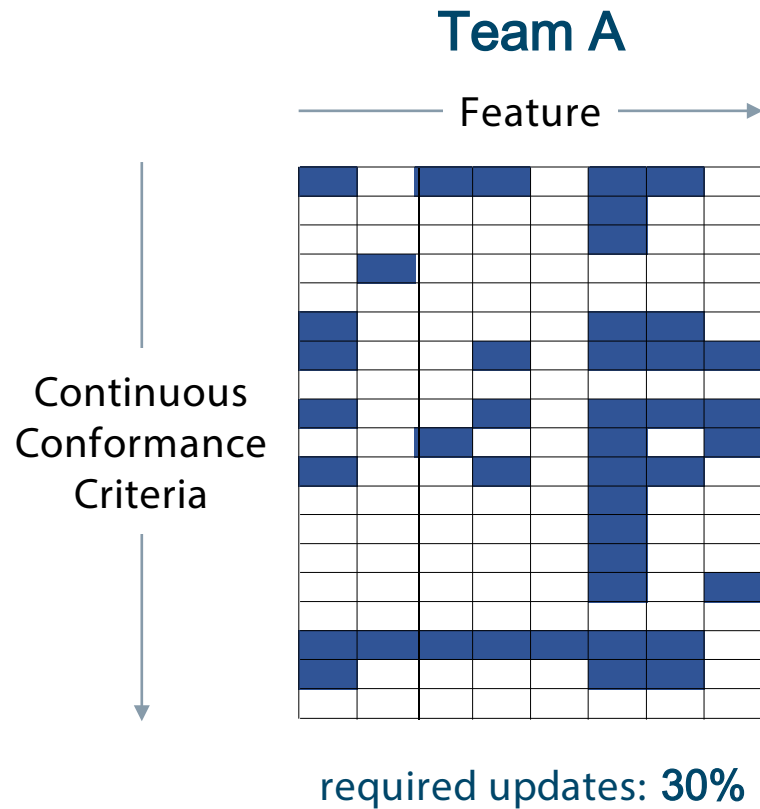 Team A
Feature
Continuous
Conformance
Criteria
required updates: 30%